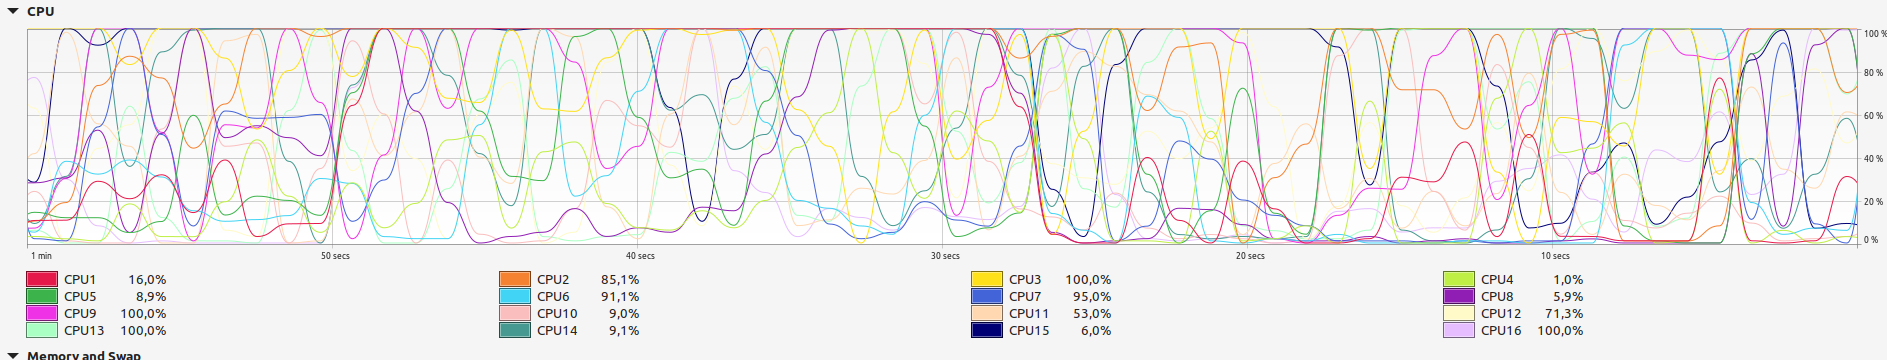 CPU
100 %
80 %
60 %
40 %
20 %
0 %
1 min 50 secs 40 secs 30 secs 20 secs 10 secs
CPU1 16,0% CPU2 85,1% CPU3 100,0% CPU4 1,0%
CPU5 8,9% CPU6 91,1% CPU7 95,0% CPU8 5,9%
CPU9 100,0% CPU10 9,0% CPU11 53,0% CPU12 71,3%
CPU13 100,0% CPU14 9,1% CPU15 6,0% CPU16 100,0%
Memory and Swap